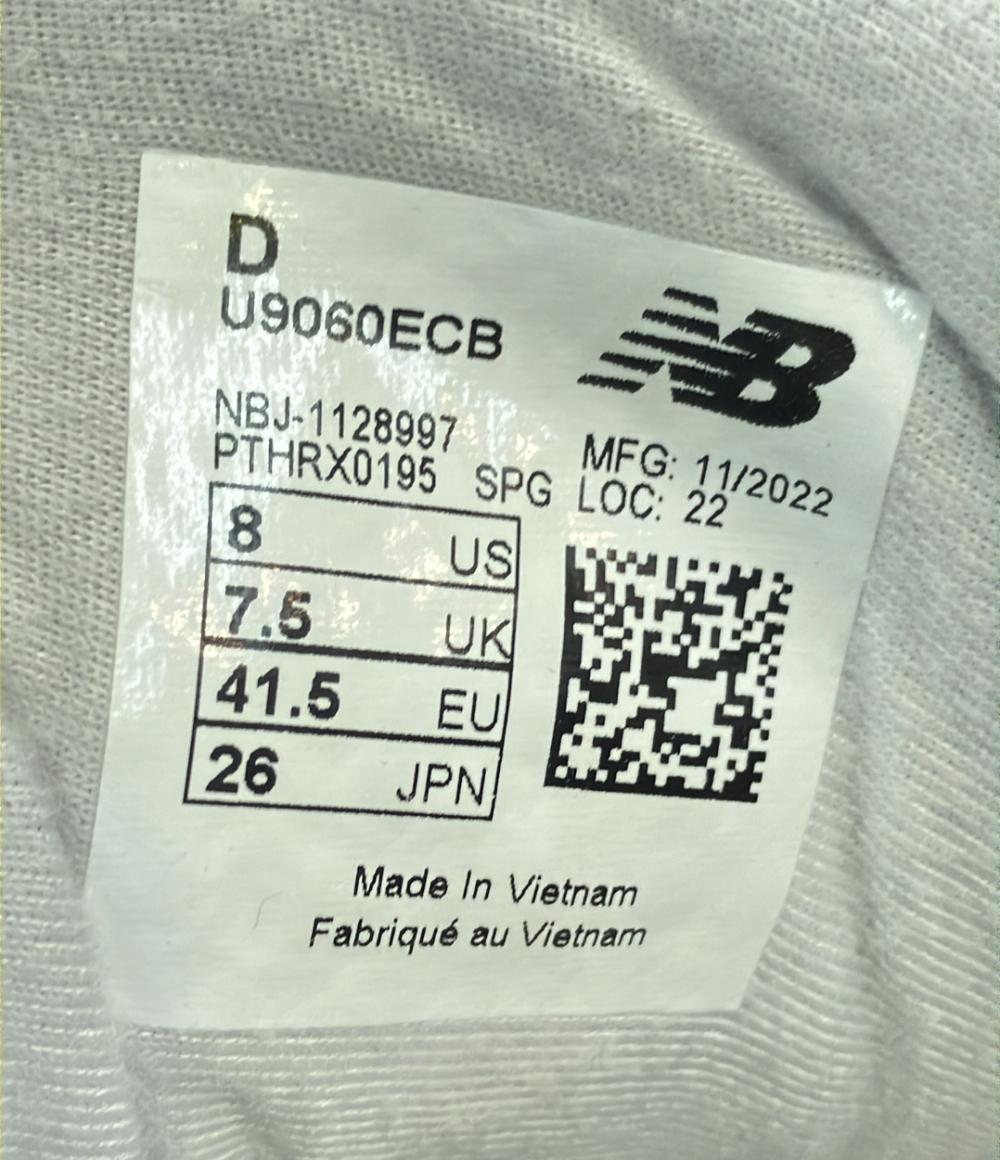 D
U9060ECB
NB
NBJ-1128997
PTHRX0195 SPG
MFG: 11/2022
LOC: 22
8 US
7.5 UK
41.5 EU
26 JPN
Made In Vietnam
Fabriqué au Vietnam